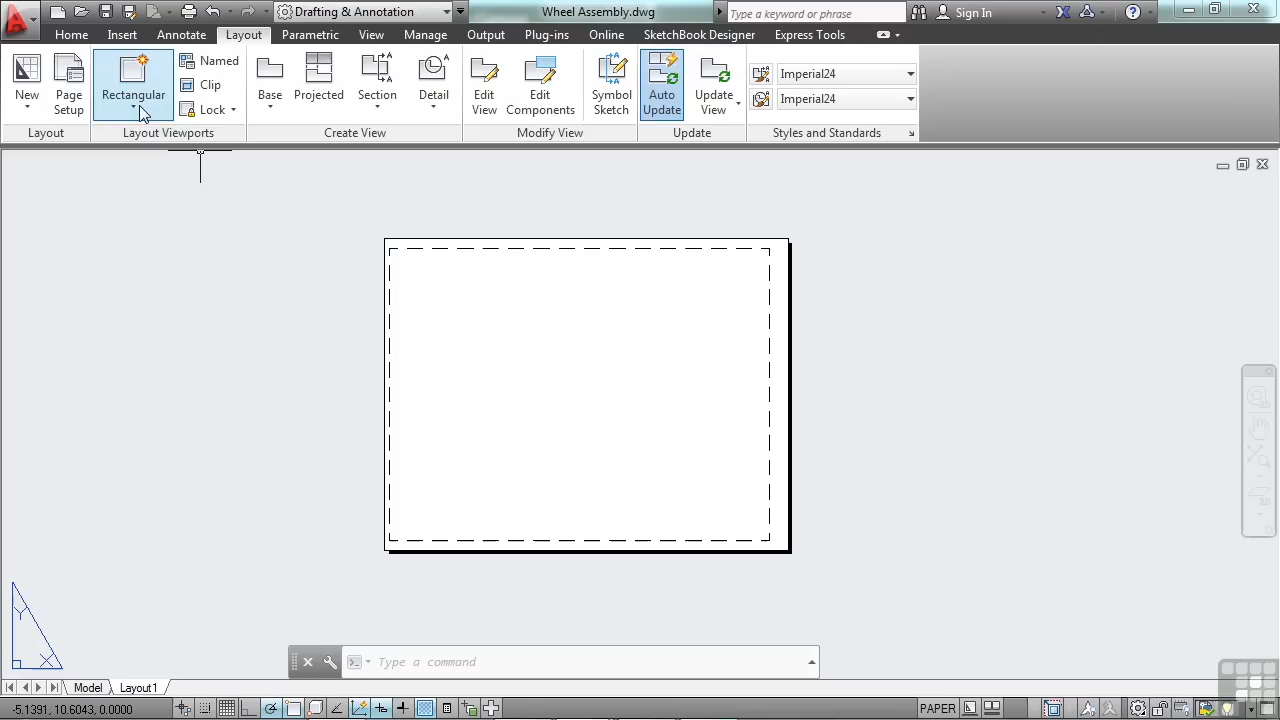 Drafting & Annotation
Wheel Assembly.dwg
Type a keyword or phrase
Sign In
Home Insert Annotate Layout Parametric View Manage Output Plug-ins Online SketchBook Designer Express Tools
New
Page Setup
Rectangular
Named
Clip
Lock
Base
Projected
Section
Detail
Edit View
Edit Components
Symbol Sketch
Auto Update
Update View
Imperial24
Imperial24
Layout
Layout Viewports
Create View
Modify View
Update
Styles and Standards
Y
X
Type a command
Model Layout1
-5.1391, 10.6043, 0.0000
PAPER